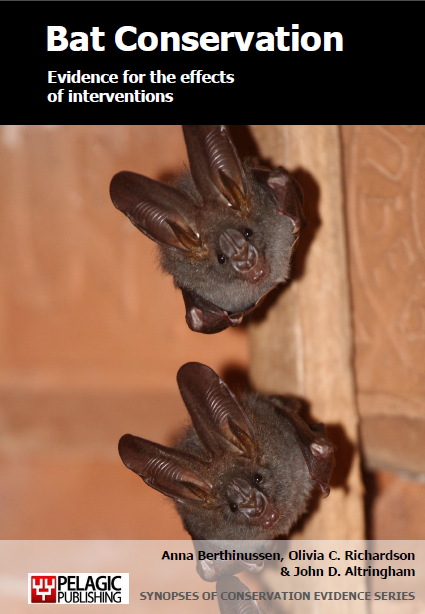 Bat Conservation
Evidence for the effects
of interventions
Anna Berthinussen, Olivia C. Richardson
& John D. Altringham
PELAGIC
PUBLISHING
SYNOPSES OF CONSERVATION EVIDENCE SERIES